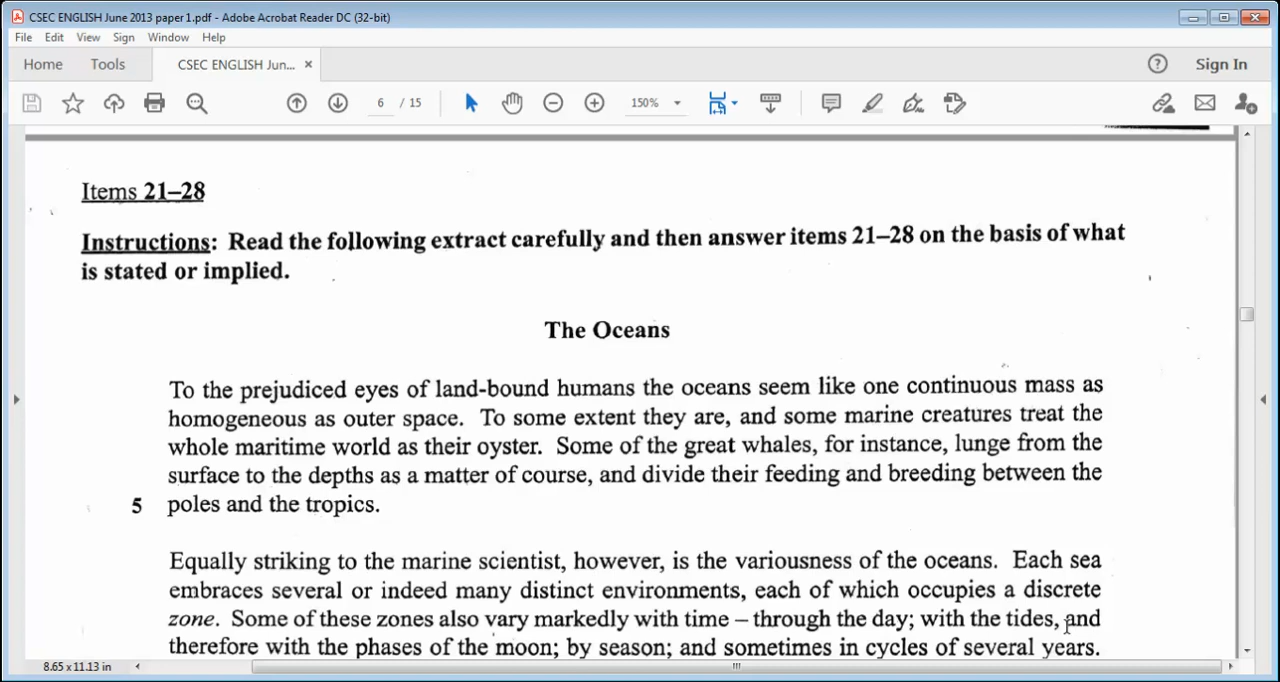 CSEC ENGLISH June 2013 paper1.pdf - Adobe Acrobat Reader DC (32-bit)
File Edit View Sign Window Help
Home Tools CSEC ENGLISH Jun... × ? Sign In
6 / 15 150%
Items 21–28
Instructions: Read the following extract carefully and then answer items 21–28 on the basis of what
is stated or implied.
The Oceans
To the prejudiced eyes of land-bound humans the oceans seem like one continuous mass as
homogeneous as outer space. To some extent they are, and some marine creatures treat the
whole maritime world as their oyster. Some of the great whales, for instance, lunge from the
surface to the depths as a matter of course, and divide their feeding and breeding between the
5 poles and the tropics.
Equally striking to the marine scientist, however, is the variousness of the oceans. Each sea
embraces several or indeed many distinct environments, each of which occupies a discrete
zone. Some of these zones also vary markedly with time – through the day; with the tides, and
therefore with the phases of the moon; by season; and sometimes in cycles of several years.
8.65 x 11.13 in